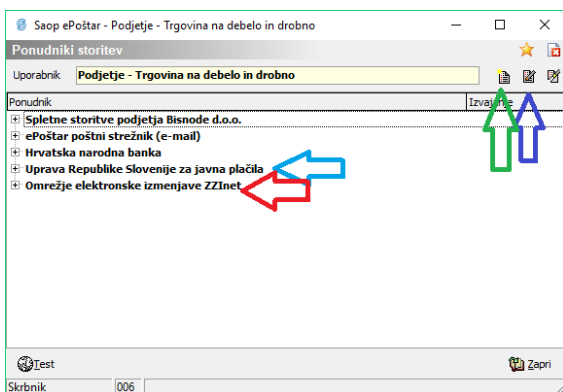 Saop ePoštar - Podjetje - Trgovina na debelo in drobno
Ponudniki storitev
Uporabnik Podjetje - Trgovina na debelo in drobno
Ponudnik Izvajanje
Spletne storitve podjetja Bisnode d.o.o.
ePoštar poštni strežnik (e-mail)
Hrvatska narodna banka
Uprava Republike Slovenije za javna plačila
Omrežje elektronske izmenjave ZZInet
Test Zapri
Skrbnik 006